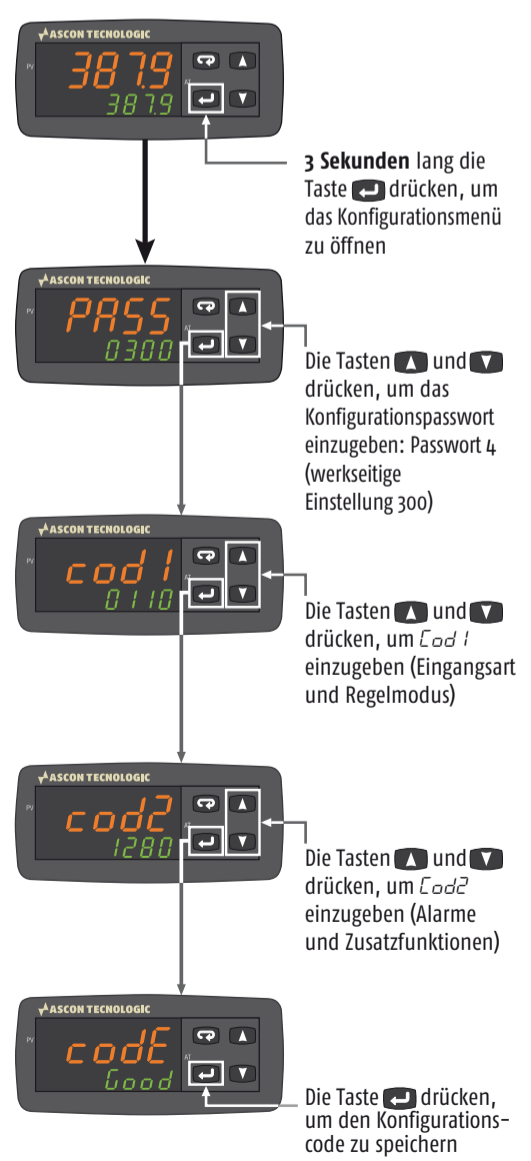 ASCON TECNOLOGIC
PV
387.9
AT
387.9
3 Sekunden lang die
Taste drücken, um
das Konfigurationsmenü
zu öffnen
ASCON TECNOLOGIC
PV
PASS
AT
0300
Die Tasten und
drücken, um das
Konfigurationspasswort
einzugeben: Passwort 4
(werkseitige
Einstellung 300)
ASCON TECNOLOGIC
PV
cod1
AT
0110
Die Tasten und
drücken, um Cod1
einzugeben (Eingangsart
und Regelmodus)
ASCON TECNOLOGIC
PV
cod2
AT
1280
Die Tasten und
drücken, um Cod2
einzugeben (Alarme
und Zusatzfunktionen)
ASCON TECNOLOGIC
PV
codE
AT
Good
Die Taste drücken,
um den Konfigurations-
code zu speichern